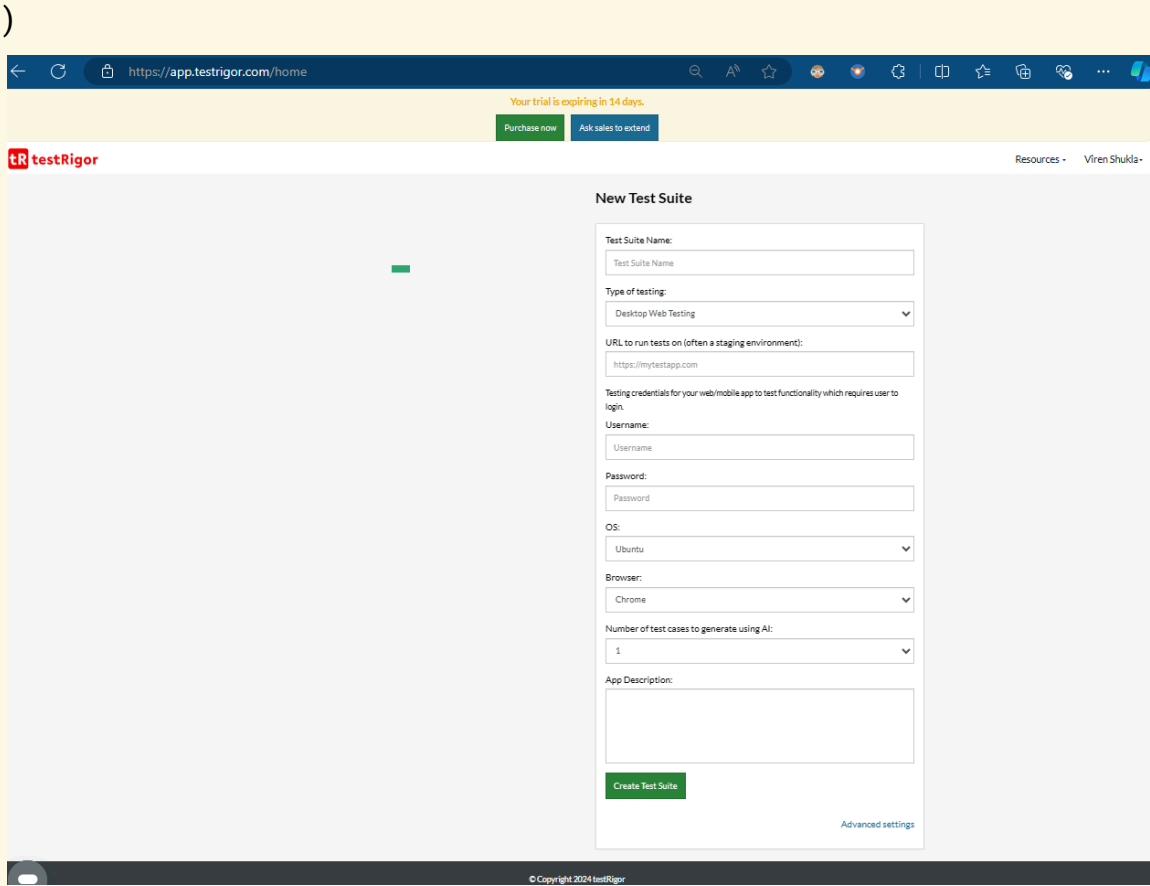 )
https://app.testrigor.com/home
Your trial is expiring in 14 days.
Purchase now
Ask sales to extend
tR testRigor
Resources
Viren Shukla
New Test Suite
Test Suite Name:
Test Suite Name
Type of testing:
Desktop Web Testing
URL to run tests on (often a staging environment):
https://mytestapp.com
Testing credentials for your web/mobile app to test functionality which requires user to
login.
Username:
Username
Password:
Password
OS:
Ubuntu
Browser:
Chrome
Number of test cases to generate using AI:
1
App Description:
Create Test Suite
Advanced settings
© Copyright 2024 testRigor